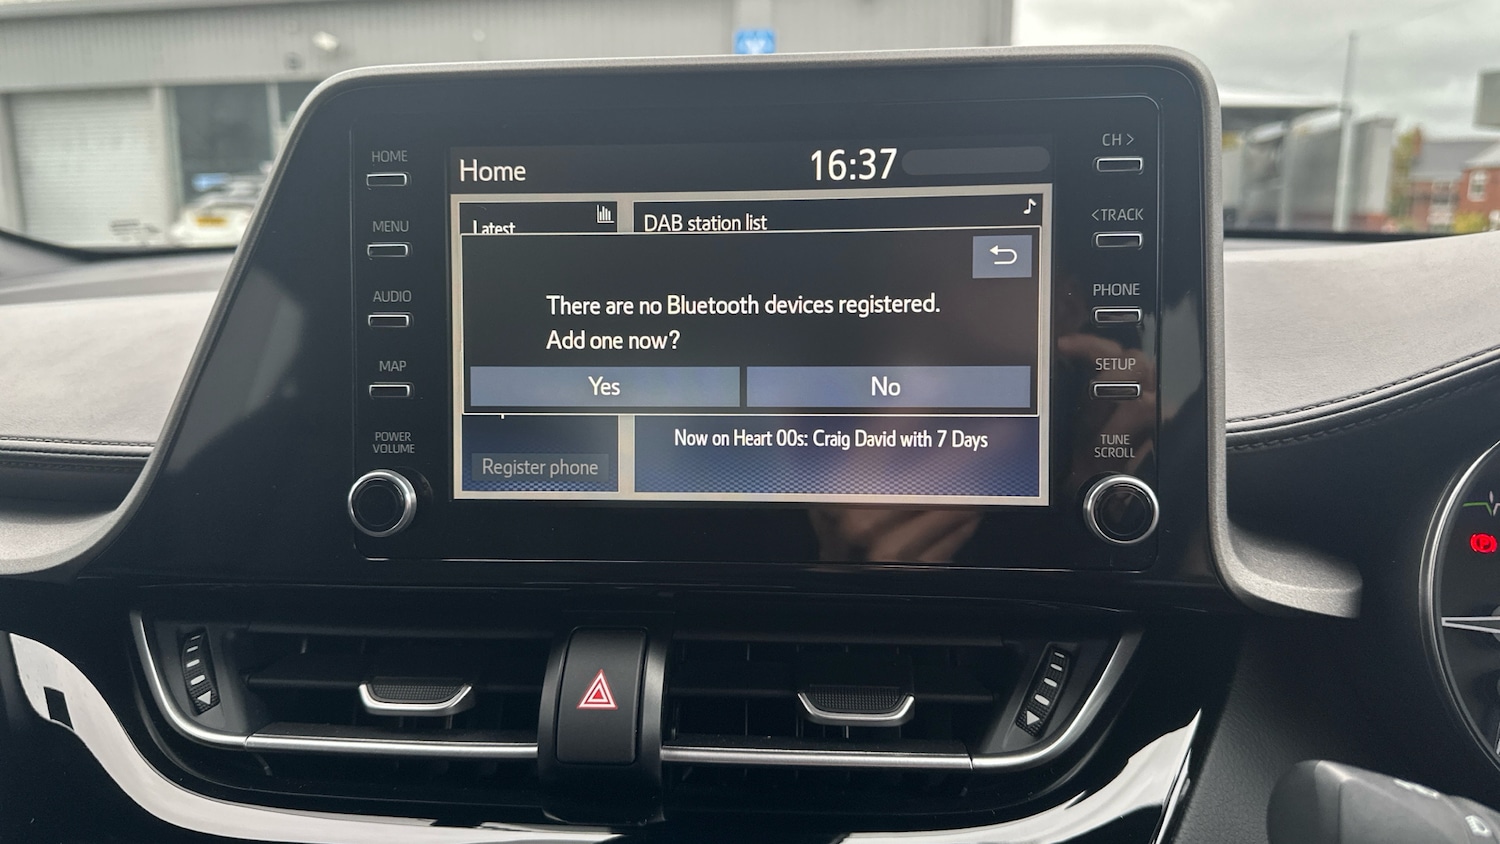 HOME
MENU
AUDIO
MAP
POWER
VOLUME
Home
16:37
Latest
DAB station list
There are no Bluetooth devices registered.
Add one now?
Yes
No
Register phone
Now on Heart 00s: Craig David with 7 Days
CH >
<TRACK
PHONE
SETUP
TUNE
SCROLL